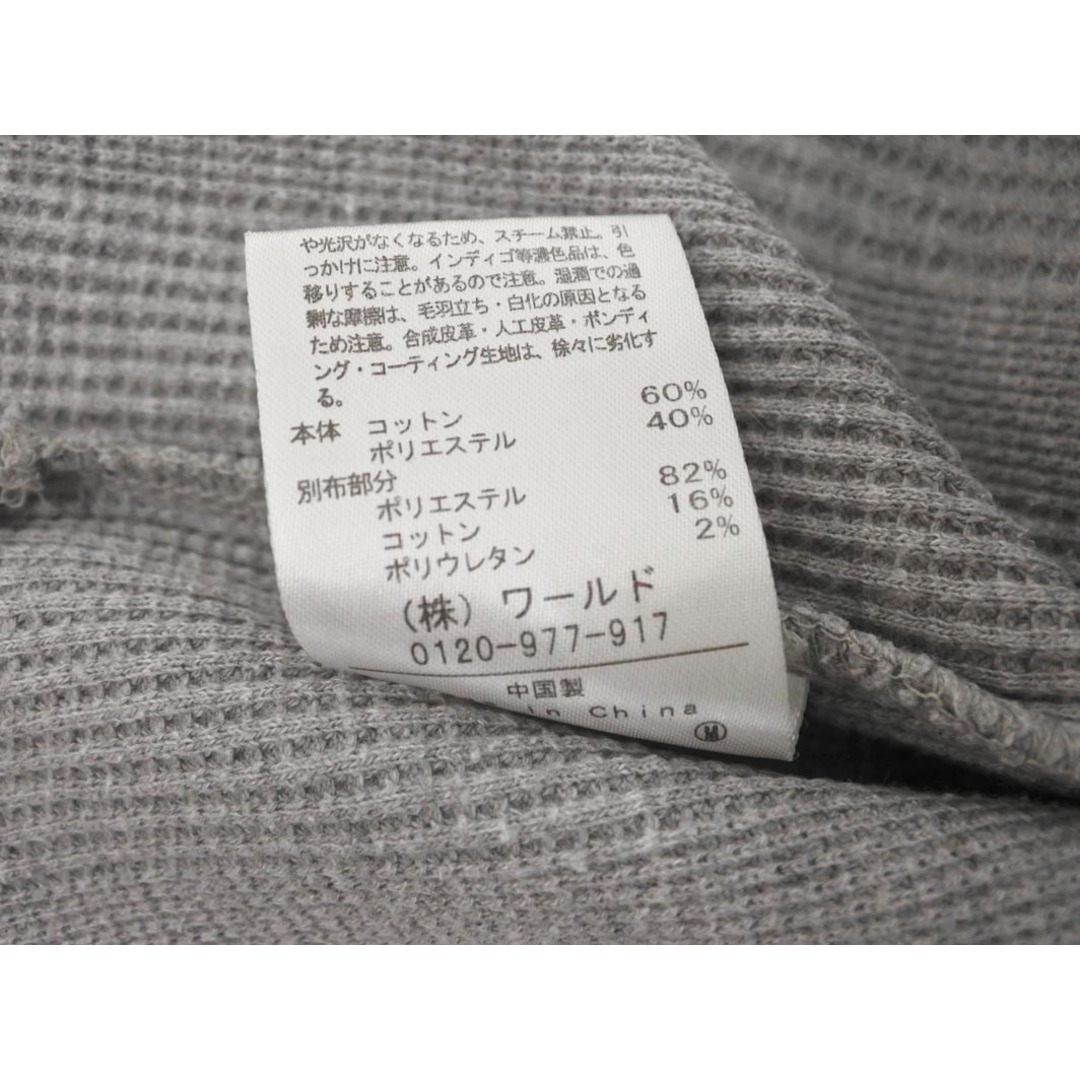 や光沢がなくなるため、スチーム禁止。引
っかけに注意。インディゴ等濃色品は、色
移りすることがあるので注意。湿潤での過
剰な摩擦は、毛羽立ち・白化の原因となる
ため注意。合成皮革・人工皮革・ボンディ
ング・コーティング生地は、徐々に劣化す
る。
本体 コットン 60%
ポリエステル 40%
別布部分
ポリエステル 82%
コットン 16%
ポリウレタン 2%
(株) ワールド
0120-977-917
中国製
in China
M